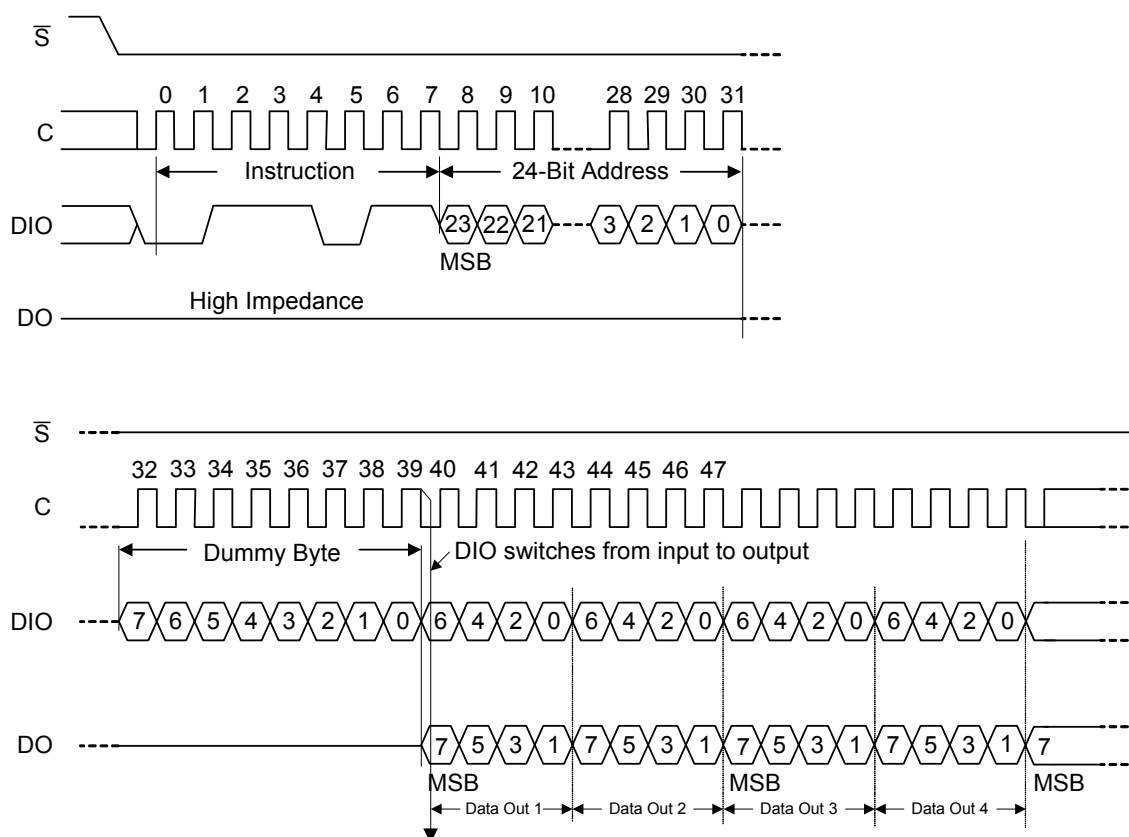 S
0 1 2 3 4 5 6 7 8 9 10 28 29 30 31
C
Instruction 24-Bit Address
DIO 23 22 21 3 2 1 0
MSB
High Impedance
DO
S
32 33 34 35 36 37 38 39 40 41 42 43 44 45 46 47
C
Dummy Byte DIO switches from input to output
DIO 7 6 5 4 3 2 1 0 6 4 2 0 6 4 2 0 6 4 2 0 6 4 2 0
DO 7 5 3 1 7 5 3 1 7 5 3 1 7 5 3 1 7
MSB MSB MSB
Data Out 1 Data Out 2 Data Out 3 Data Out 4